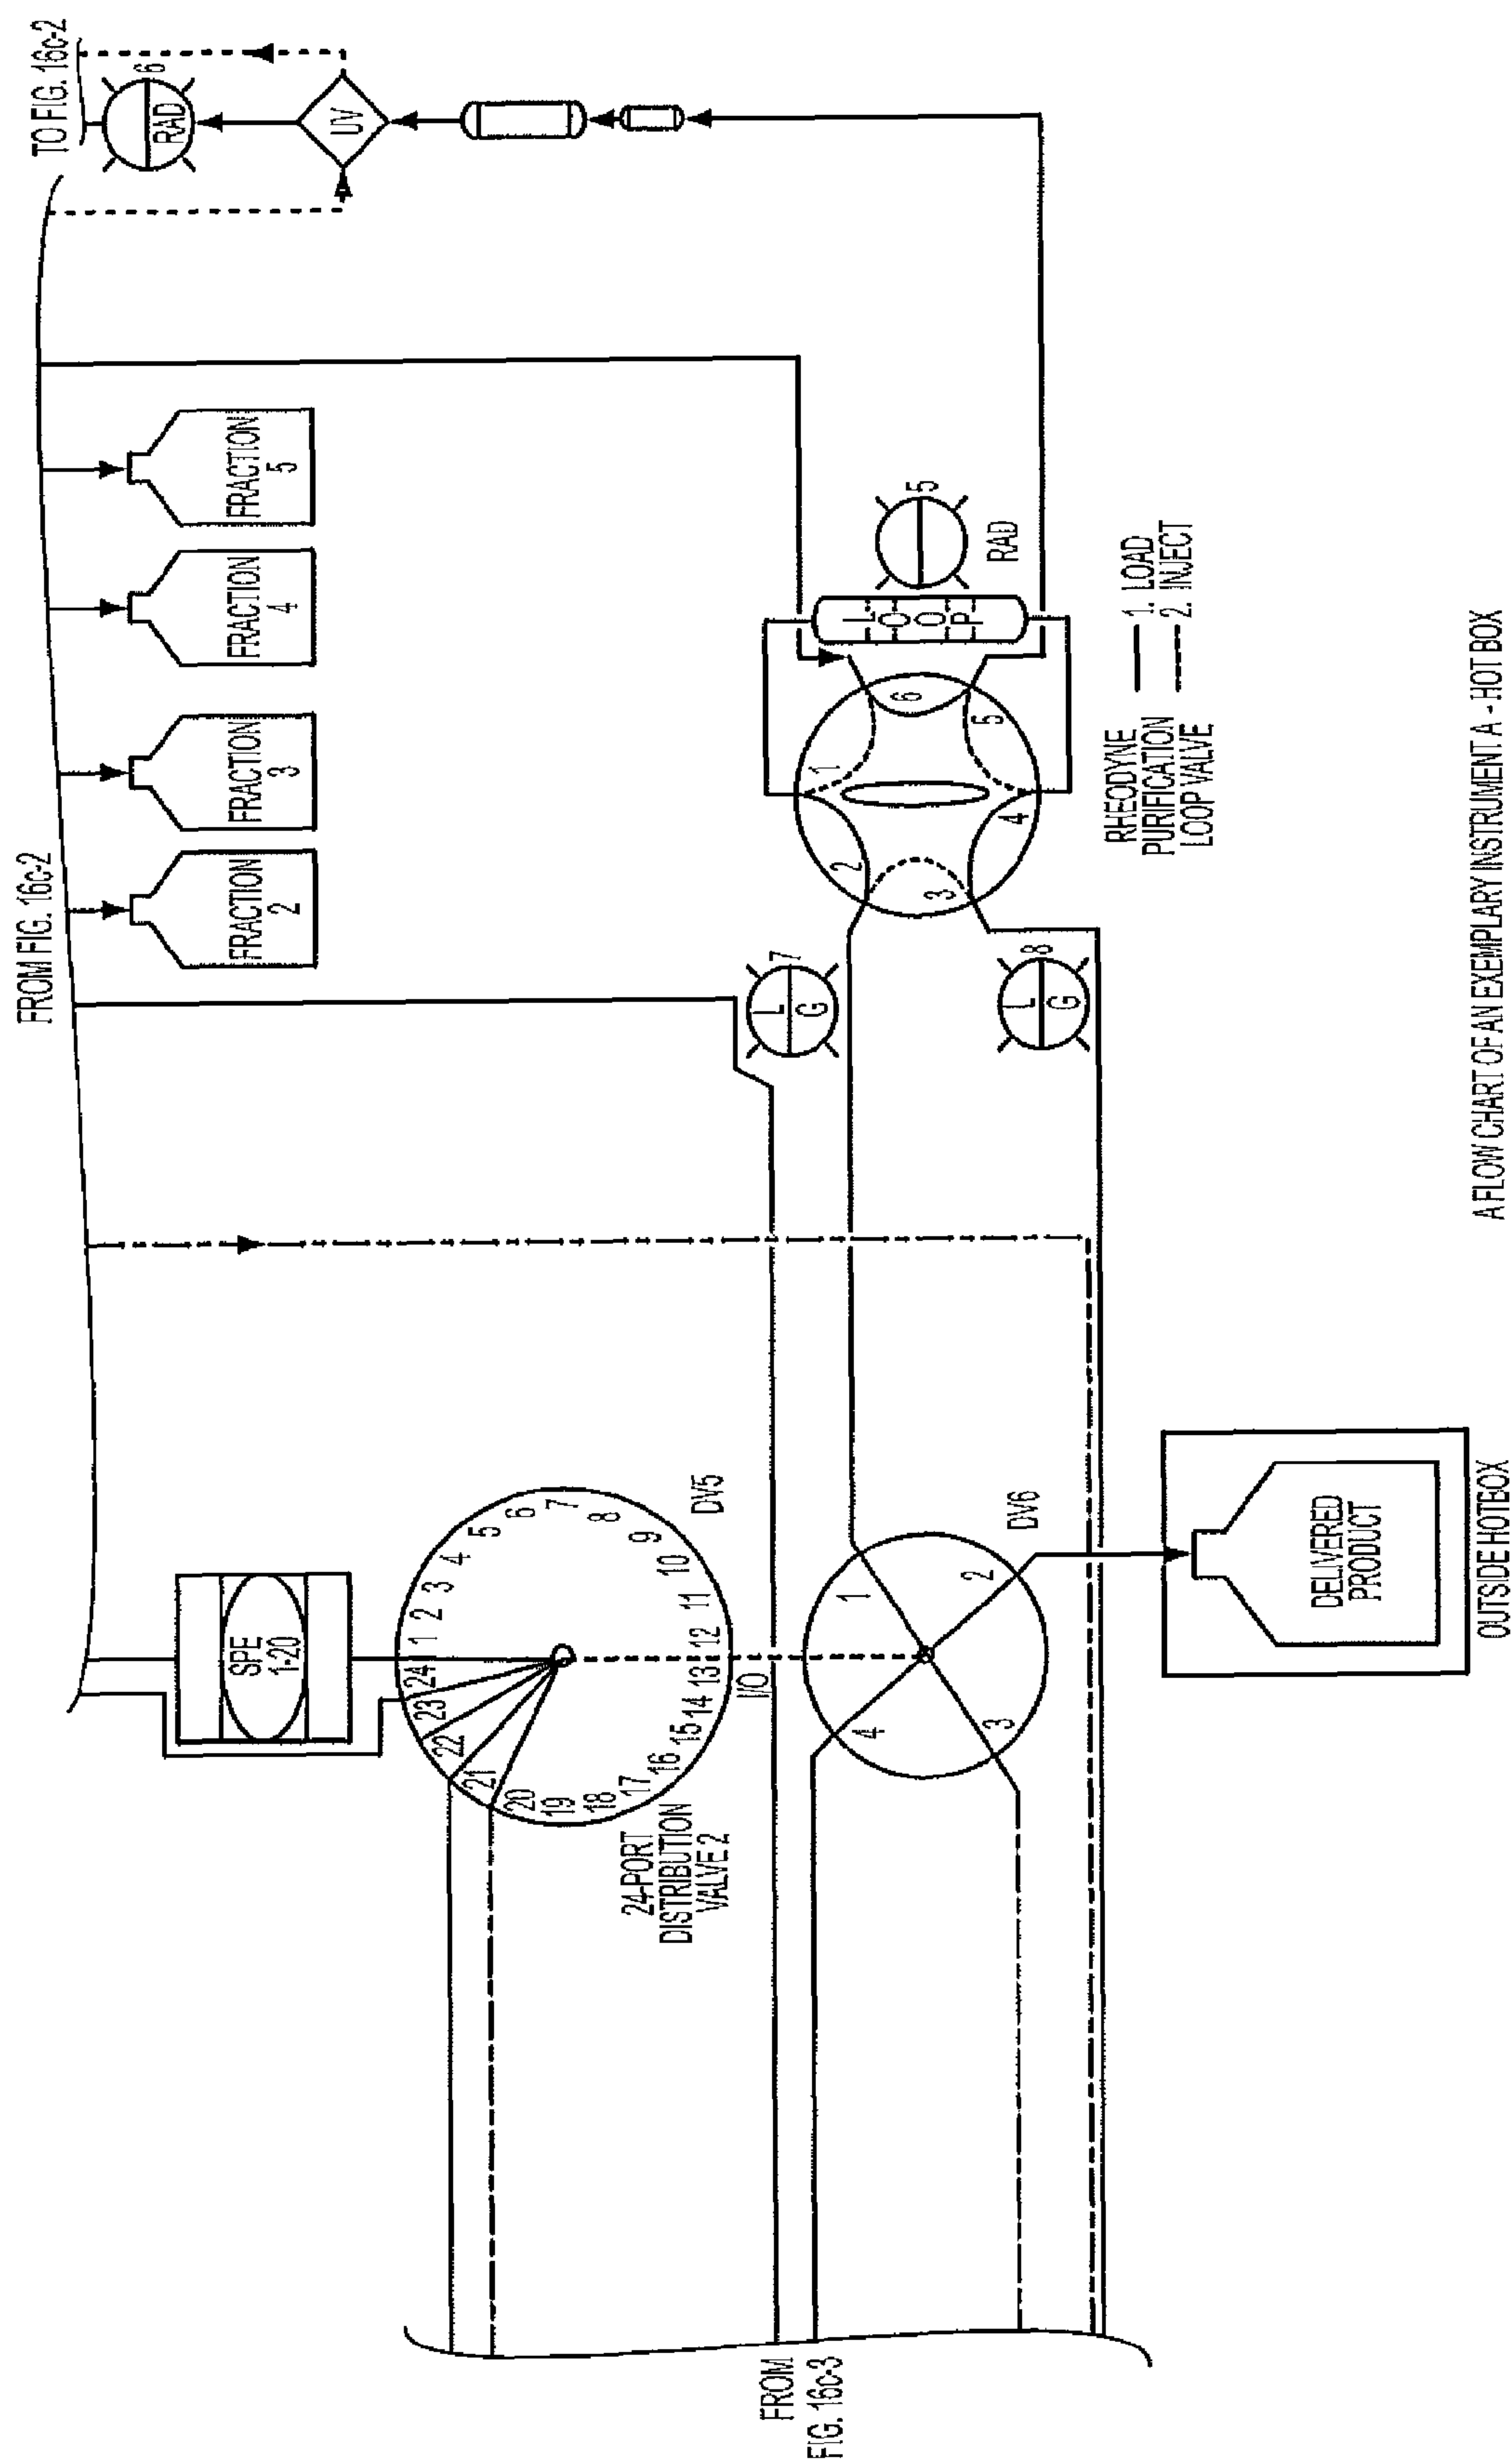 TO FIG. 16c-2
FROM FIG. 16c-2
RAD
6
UV
FRACTION
2
FRACTION
3
FRACTION
4
FRACTION
5
SPE
1-20
1
2
3
4
5
6
7
8
9
10
11
12
13
14
15
16
17
18
19
20
21
22
23
24
DV5
24-PORT
DISTRIBUTION
VALVE 2
I/O
L
G
7
L
G
8
1
2
3
4
5
6
LOOP
5
RAD
RHEODYNE
PURIFICATION
LOOP VALVE
1. LOAD
2. INJECT
1
2
3
4
DV6
DELIVERED
PRODUCT
OUTSIDE HOTBOX
FROM
FIG. 16c-3
A FLOW CHART OF AN EXEMPLARY INSTRUMENT A - HOT BOX